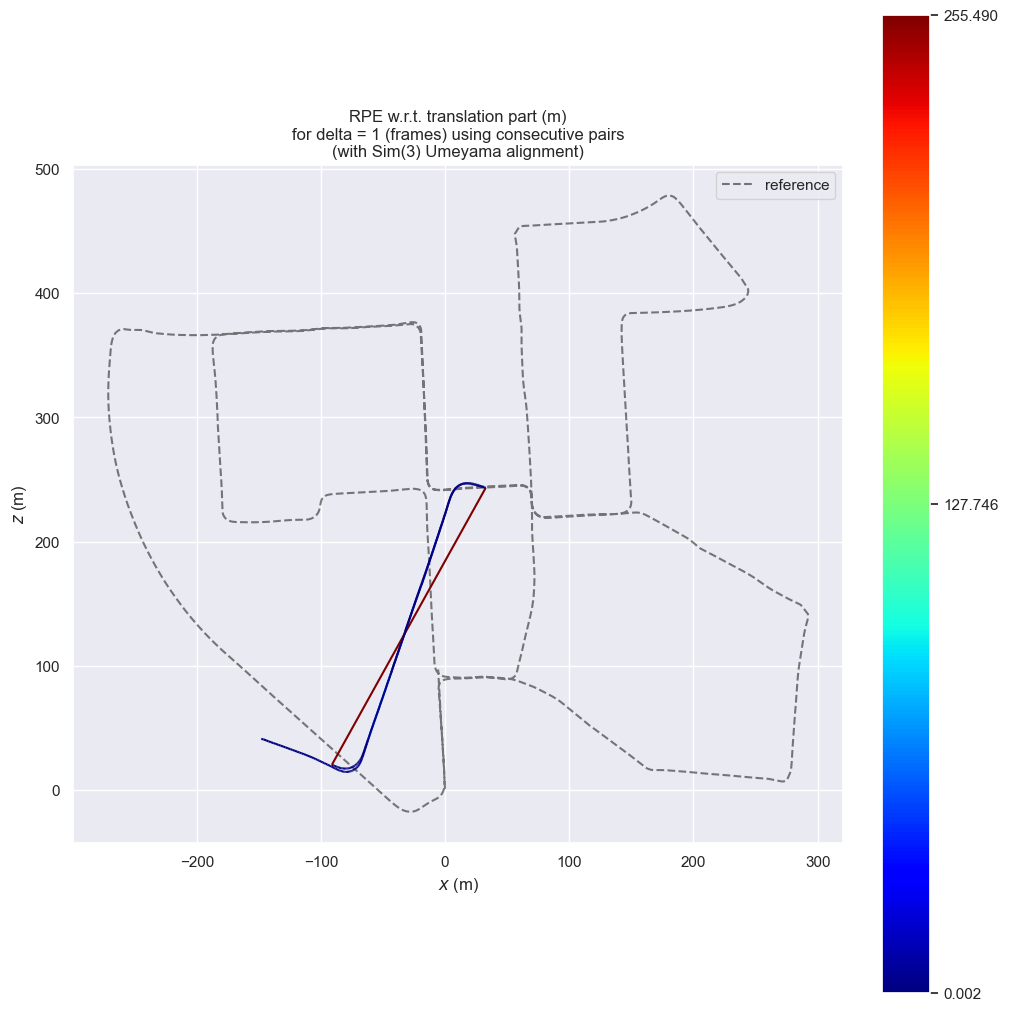 RPE w.r.t. translation part (m)
for delta = 1 (frames) using consecutive pairs
(with Sim(3) Umeyama alignment)
reference
500
400
300
200
100
0
z (m)
−200
−100
0
100
200
300
x (m)
255.490
127.746
0.002